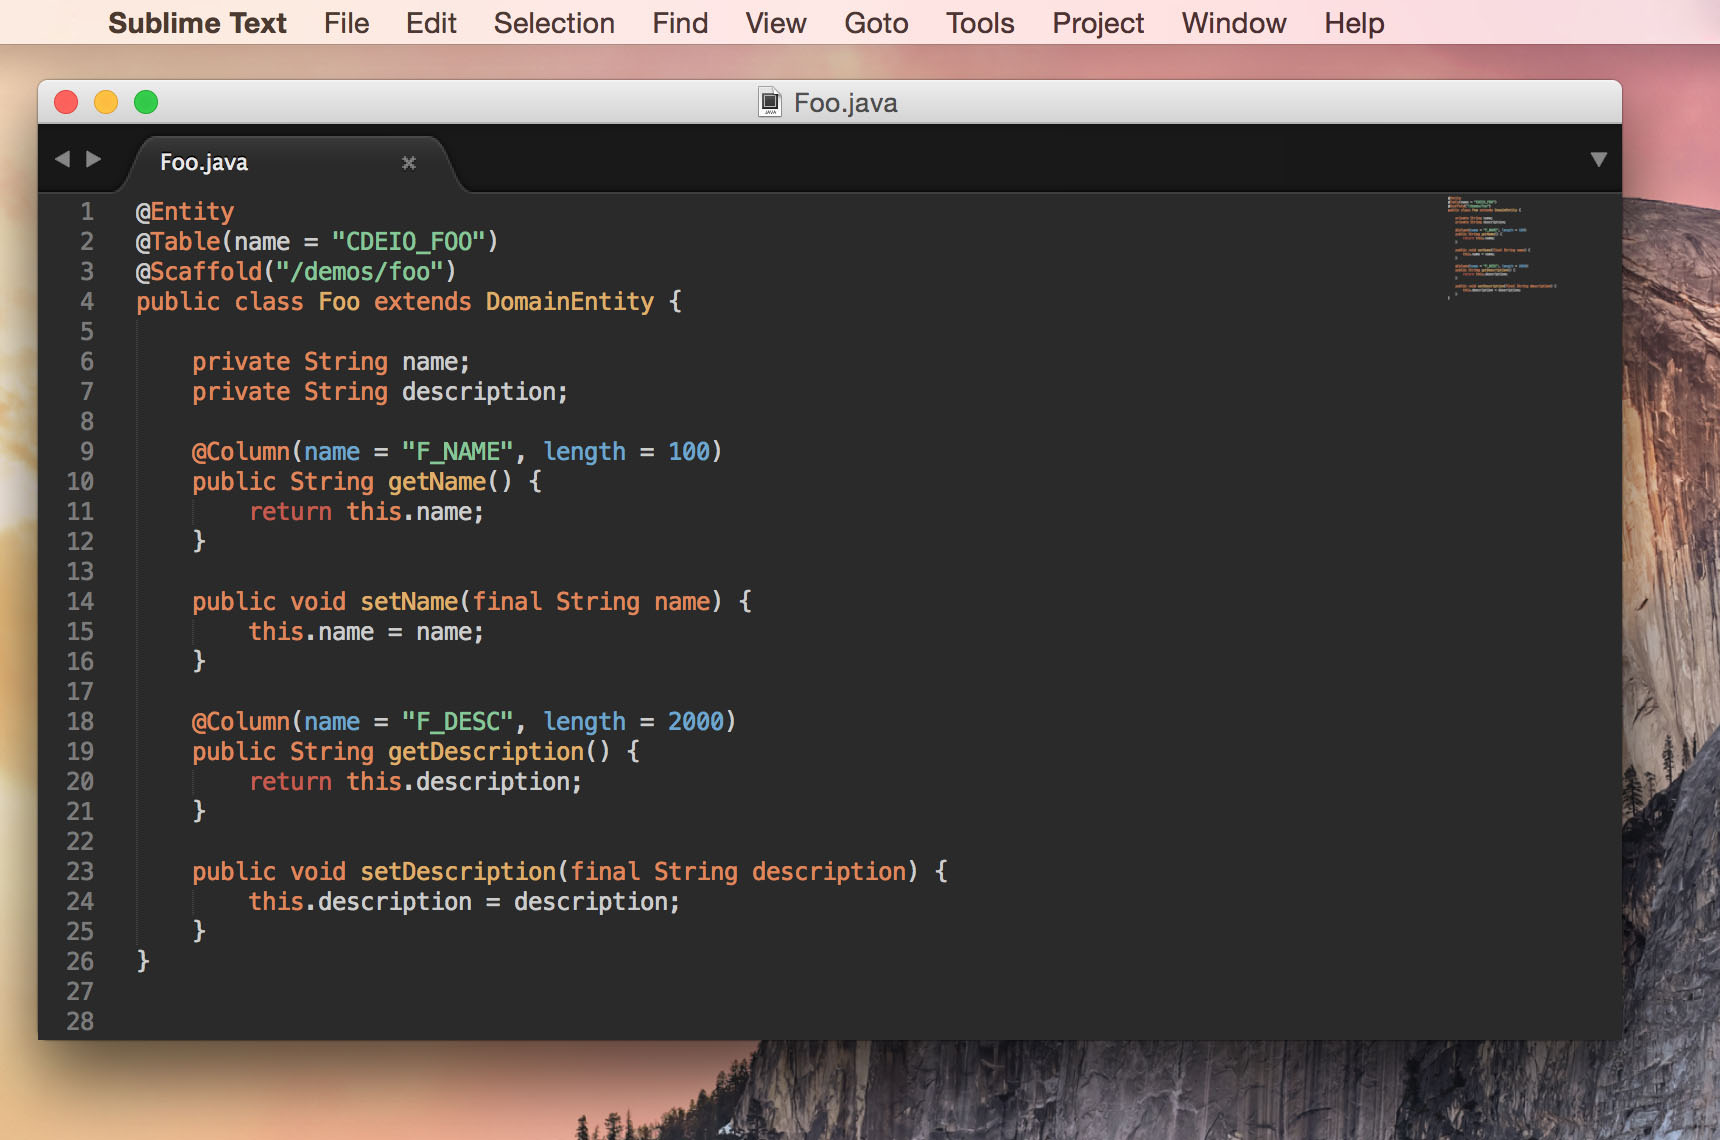 Sublime Text File Edit Selection Find View Goto Tools Project Window Help
Foo.java
Foo.java
1 @Entity
2 @Table(name = "CDEIO_FOO")
3 @Scaffold("/demos/foo")
4 public class Foo extends DomainEntity {
5
6     private String name;
7     private String description;
8
9     @Column(name = "F_NAME", length = 100)
10     public String getName() {
11         return this.name;
12     }
13
14     public void setName(final String name) {
15         this.name = name;
16     }
17
18     @Column(name = "F_DESC", length = 2000)
19     public String getDescription() {
20         return this.description;
21     }
22
23     public void setDescription(final String description) {
24         this.description = description;
25     }
26 }
27
28